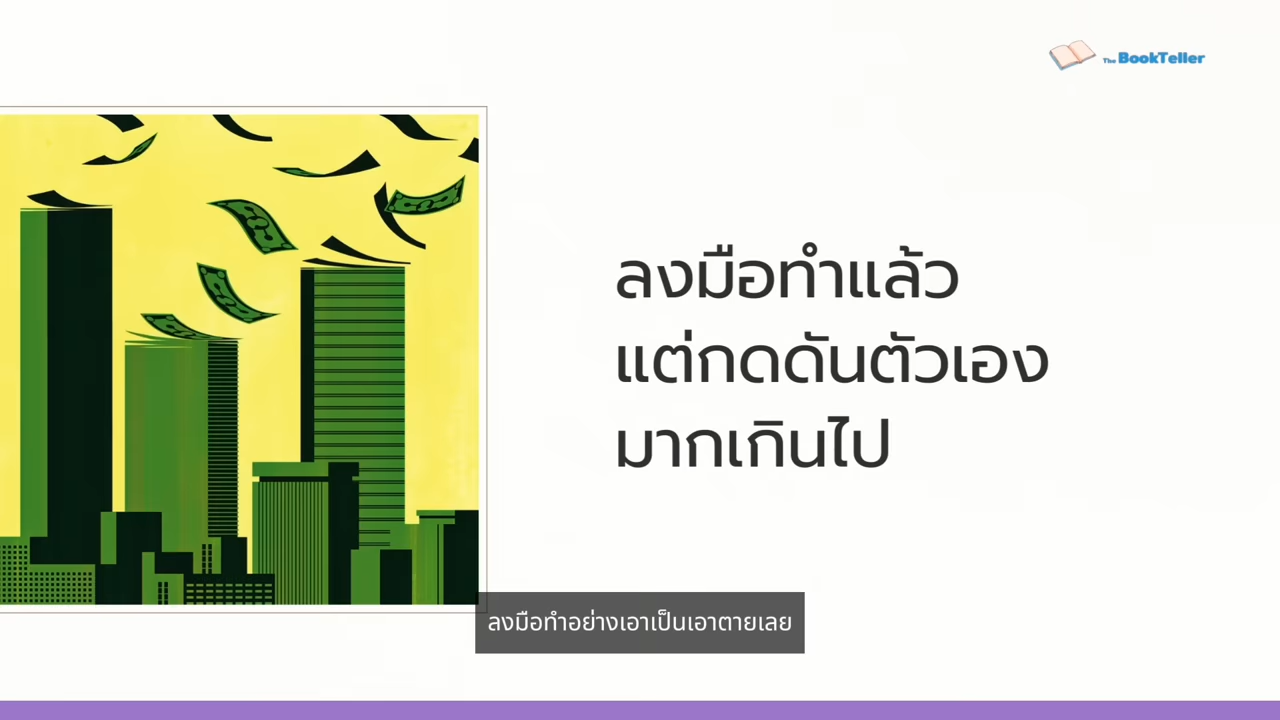 The BookTeller
ลงมือทำแล้ว
แต่กดดันตัวเอง
มากเกินไป
ลงมือทำอย่างเอาเป็นเอาตายเลย